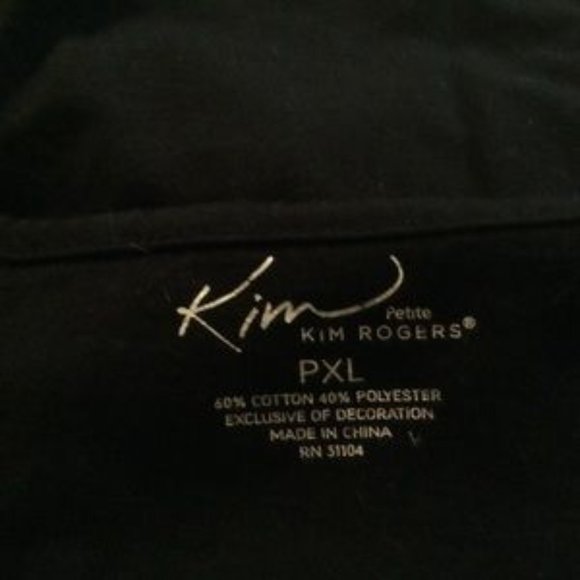 Kim
Petite
KIM ROGERS®
PXL
60% COTTON 40% POLYESTER
EXCLUSIVE OF DECORATION
MADE IN CHINA
RN 51104